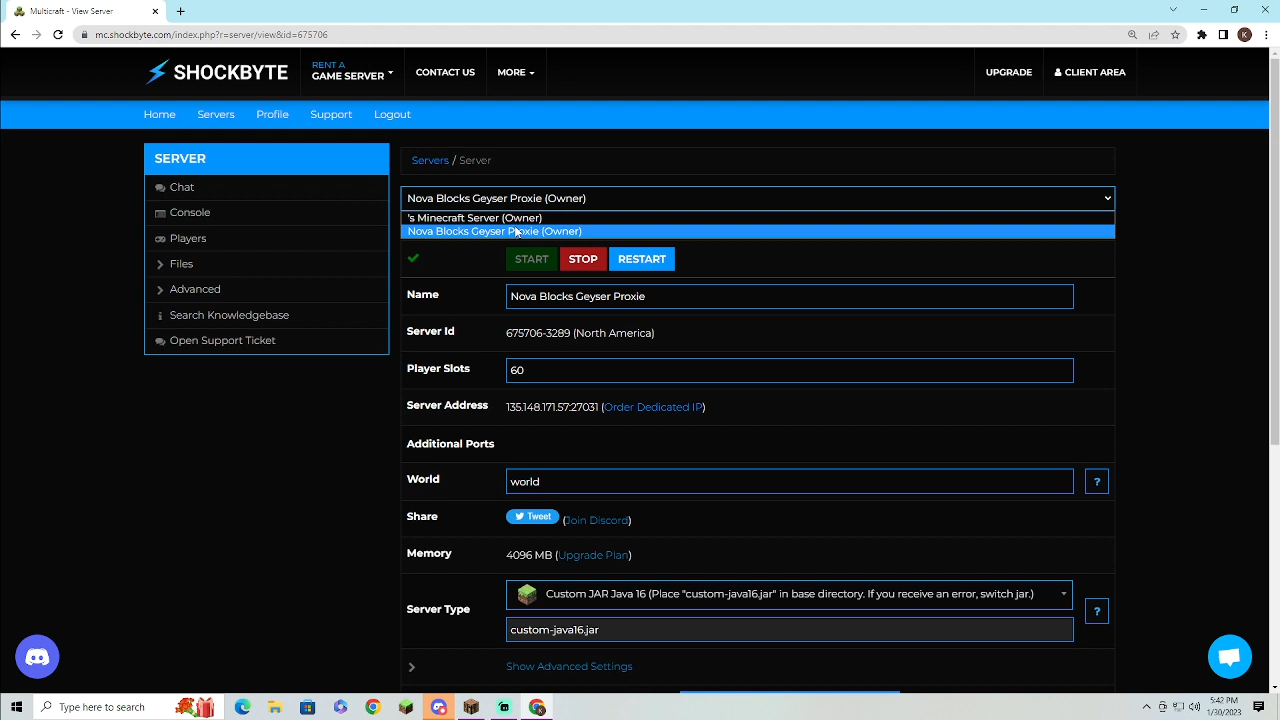 Multicraft - View Server
mc.shockbyte.com/index.php?r=server/view&id=675706
K
SHOCKBYTE
RENT A
GAME SERVER
CONTACT US
MORE
UPGRADE
CLIENT AREA
Home
Servers
Profile
Support
Logout
SERVER
Chat
Console
Players
Files
Advanced
Search Knowledgebase
Open Support Ticket
Servers / Server
Nova Blocks Geyser Proxie (Owner)
's Minecraft Server (Owner)
Nova Blocks Geyser Proxie (Owner)
START
STOP
RESTART
Name
Nova Blocks Geyser Proxie
Server Id
675706-3289 (North America)
Player Slots
60
Server Address
135.148.171.57:27031 (Order Dedicated IP)
Additional Ports
World
world
?
Share
Tweet
(Join Discord)
Memory
4096 MB (Upgrade Plan)
Server Type
Custom JAR Java 16 (Place "custom-java16.jar" in base directory. If you receive an error, switch jar.)
?
custom-java16.jar
Show Advanced Settings
Type here to search
5:42 PM
1/30/2023